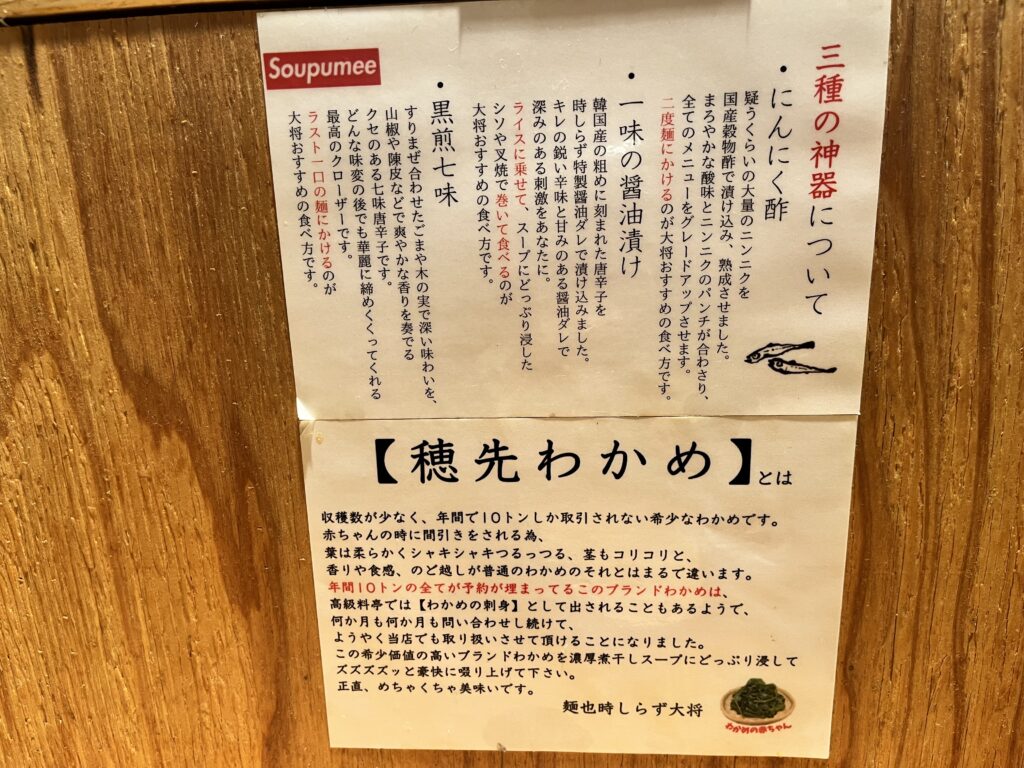 三種の神器について
・にんにく酢
疑うくらいの大量のニンニクを
国産穀物酢で漬け込み、熟成させました。
まろやかな酸味とニンニクのパンチが合わさり、
全てのメニューをグレードアップさせます。
二度麺にかけるのが大将おすすめの食べ方です。
・一味の醤油漬け
韓国産の粗めに刻まれた唐辛子を
時しらず特製醤油ダレで漬け込みました。
キレの鋭い辛味と甘みのある醤油ダレで
深みのある刺激をあなたに。
ライスに乗せて、スープにどっぷり浸した
シソや叉焼で巻いて食べるのが
大将おすすめの食べ方です。
・黒煎七味
すりまぜ合わせたごまや木の実で深い味わいを、
山椒や陳皮などで爽やかな香りを奏でる
クセのある七味唐辛子です。
どんな味変の後でも華麗に締めくくってくれる
最高のクローザーです。
ラスト一口の麺にかけるのが
大将おすすめの食べ方です。
Soupumee
【穂先わかめ】とは
収穫数が少なく、年間で10トンしか取引されない希少なわかめです。
赤ちゃんの時に間引きをされる為、
葉は柔らかくシャキシャキつるっつる、茎もコリコリと、
香りや食感、のど越しが普通のわかめのそれとはまるで違います。
年間10トンの全てが予約が埋まってるこのブランドわかめは、
高級料亭では【わかめの刺身】として出されることもあるようで、
何か月も何か月も問い合わせし続けて、
ようやく当店でも取り扱いさせて頂けることになりました。
この希少価値の高いブランドわかめを濃厚煮干しスープにどっぷり浸して
ズズズズッと豪快に啜り上げて下さい。
正直、めちゃくちゃ美味いです。
麺也時しらず大将
わかめの赤ちゃん